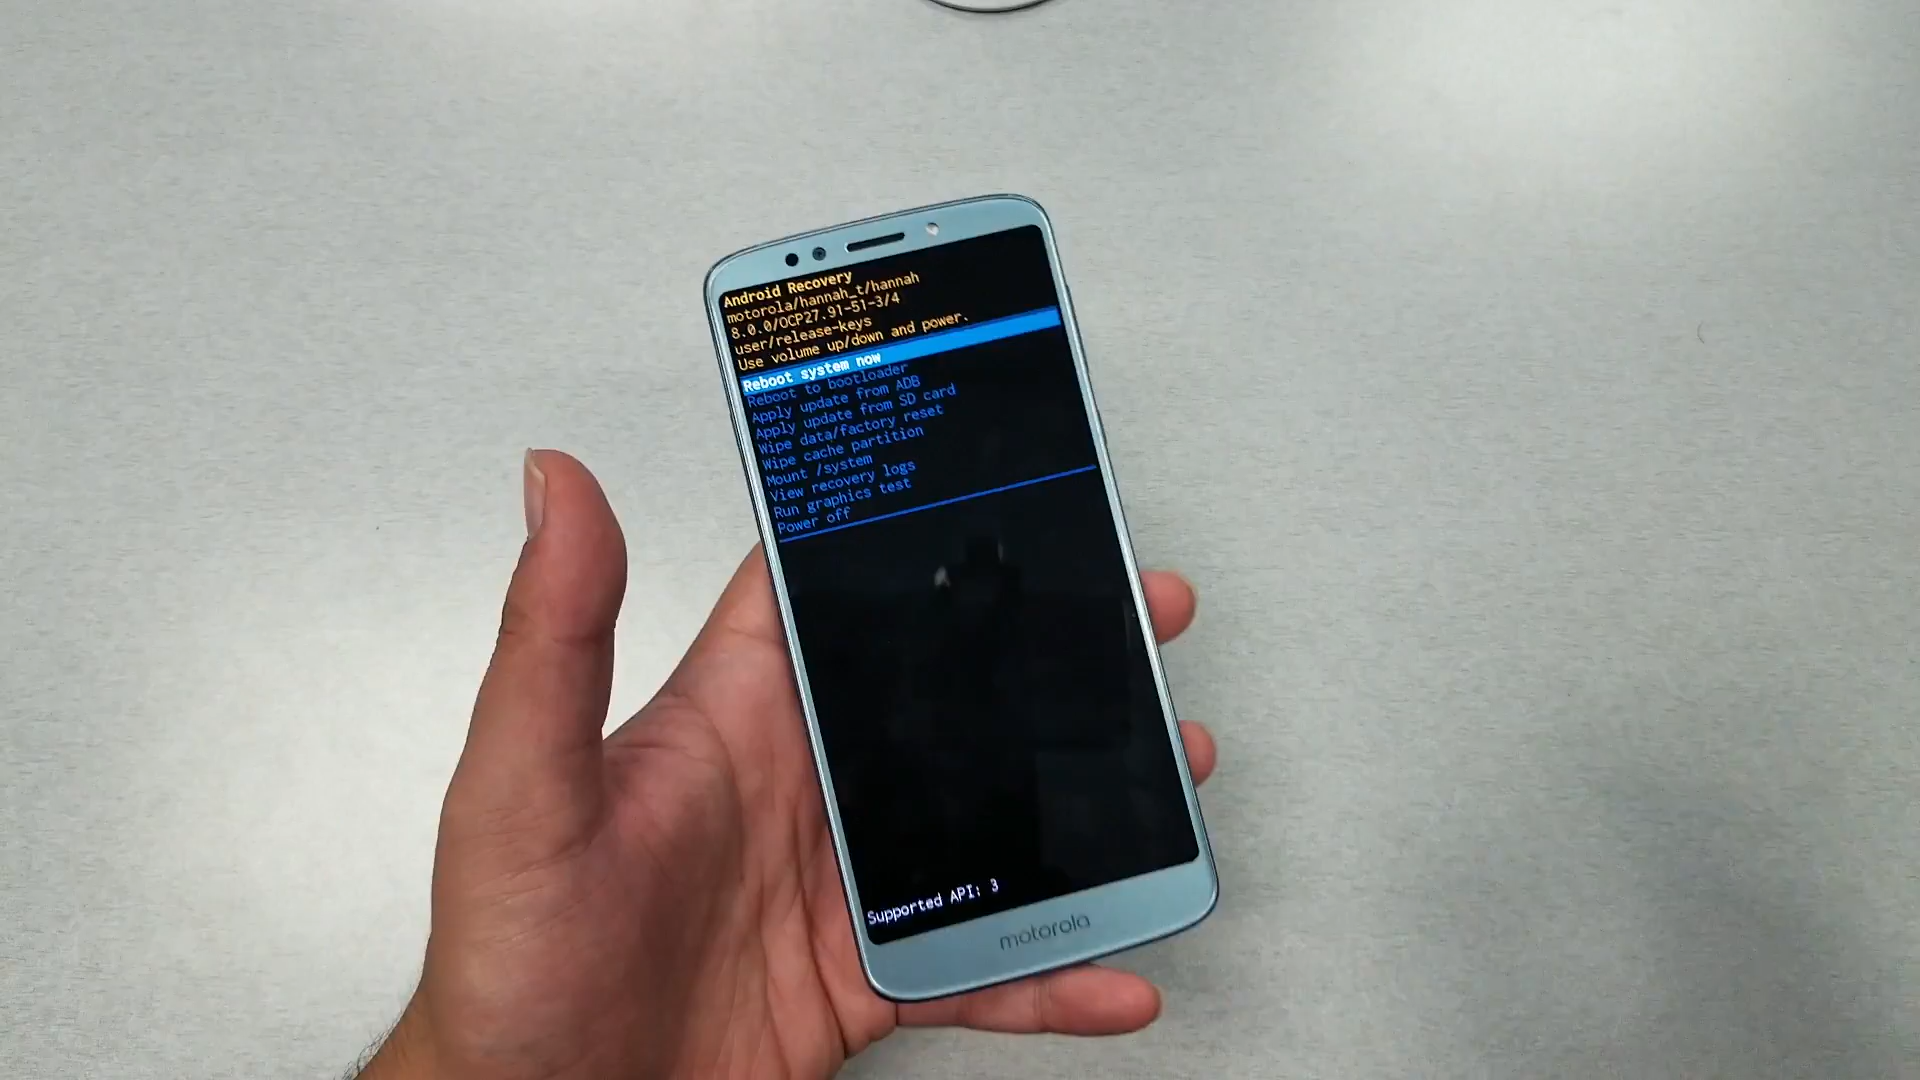 Android Recovery
motorola/hannah_t/hannah
8.0.0/OCP27.91-51-3/4
user/release-keys
Use volume up/down and power.
Reboot system now
Reboot to bootloader
Apply update from ADB
Apply update from SD card
Wipe data/factory reset
Wipe cache partition
Mount /system
View recovery logs
Run graphics test
Power off
Supported API: 3
motorola